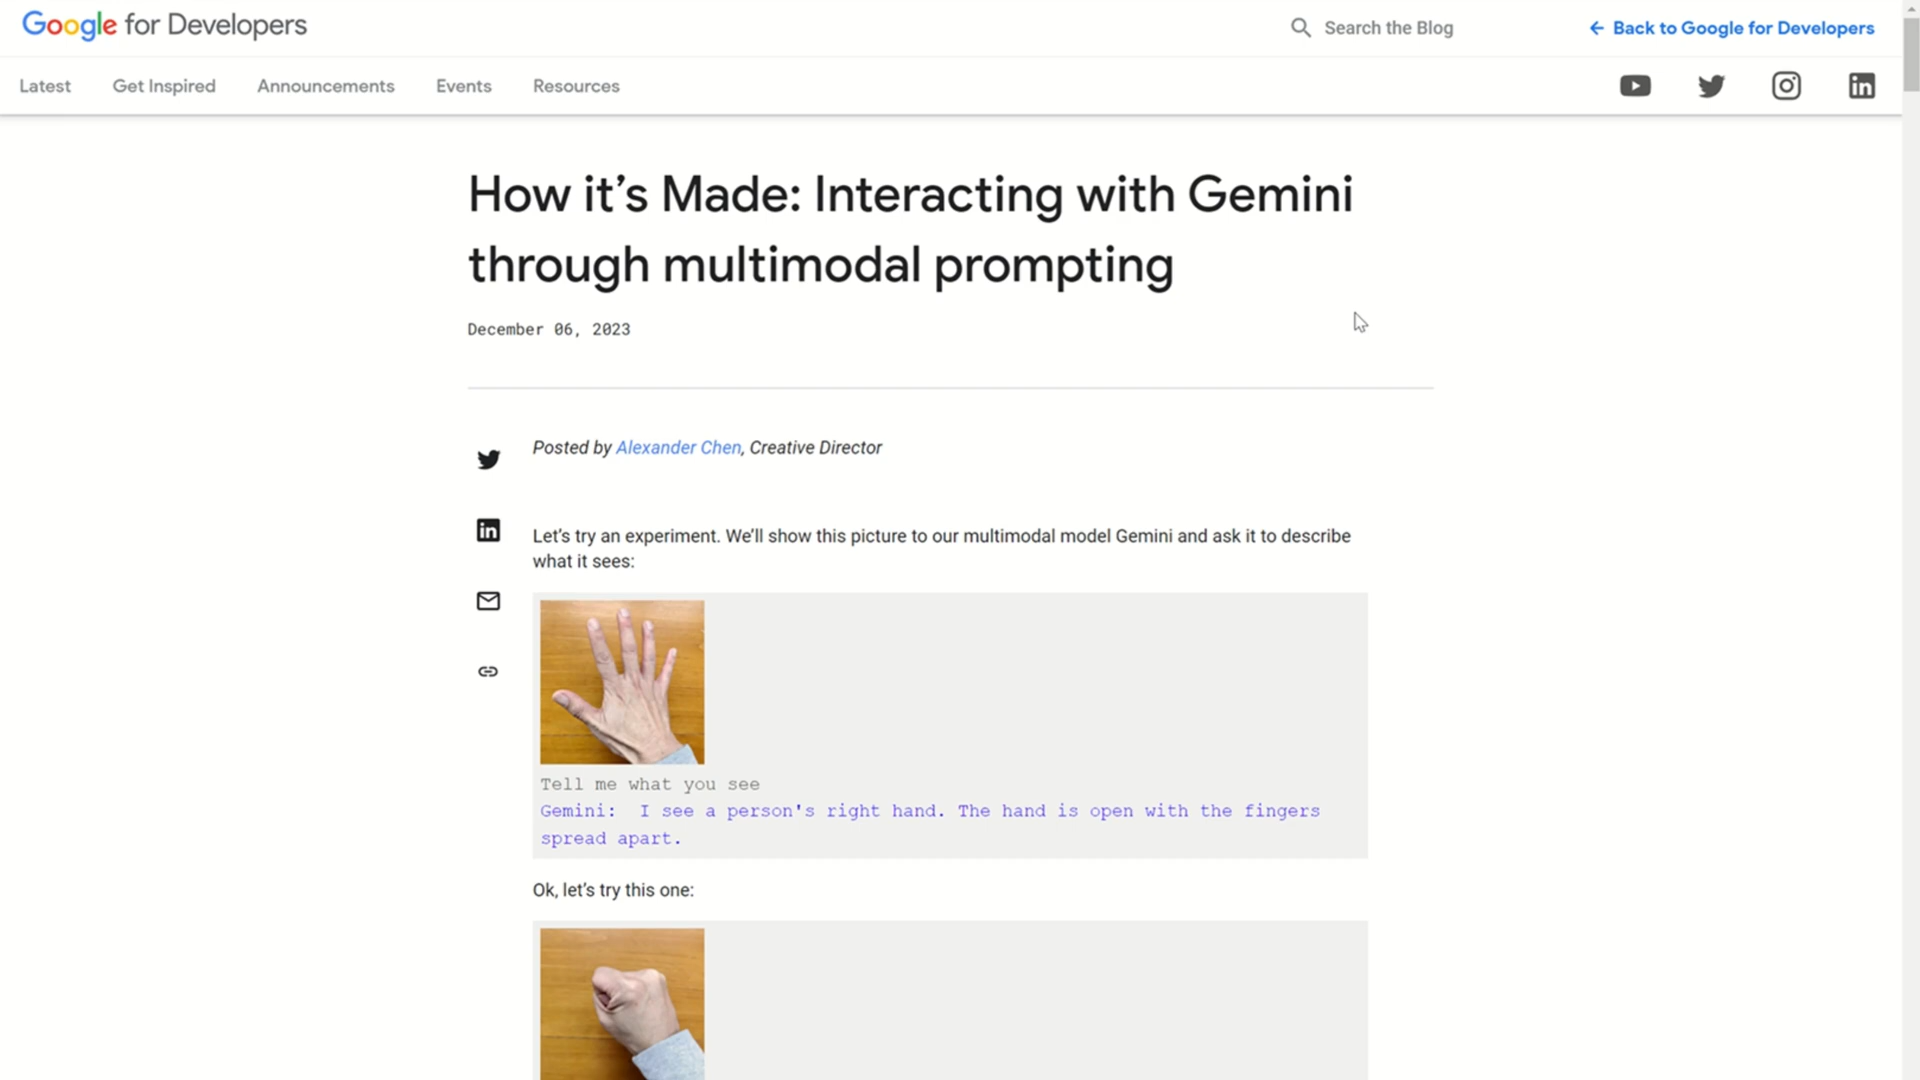 Google for Developers
Search the Blog
Back to Google for Developers
Latest
Get Inspired
Announcements
Events
Resources
How it’s Made: Interacting with Gemini
through multimodal prompting
December 06, 2023
Posted by Alexander Chen, Creative Director
Let’s try an experiment. We’ll show this picture to our multimodal model Gemini and ask it to describe
what it sees:
Tell me what you see
Gemini:  I see a person's right hand. The hand is open with the fingers
spread apart.
Ok, let’s try this one: